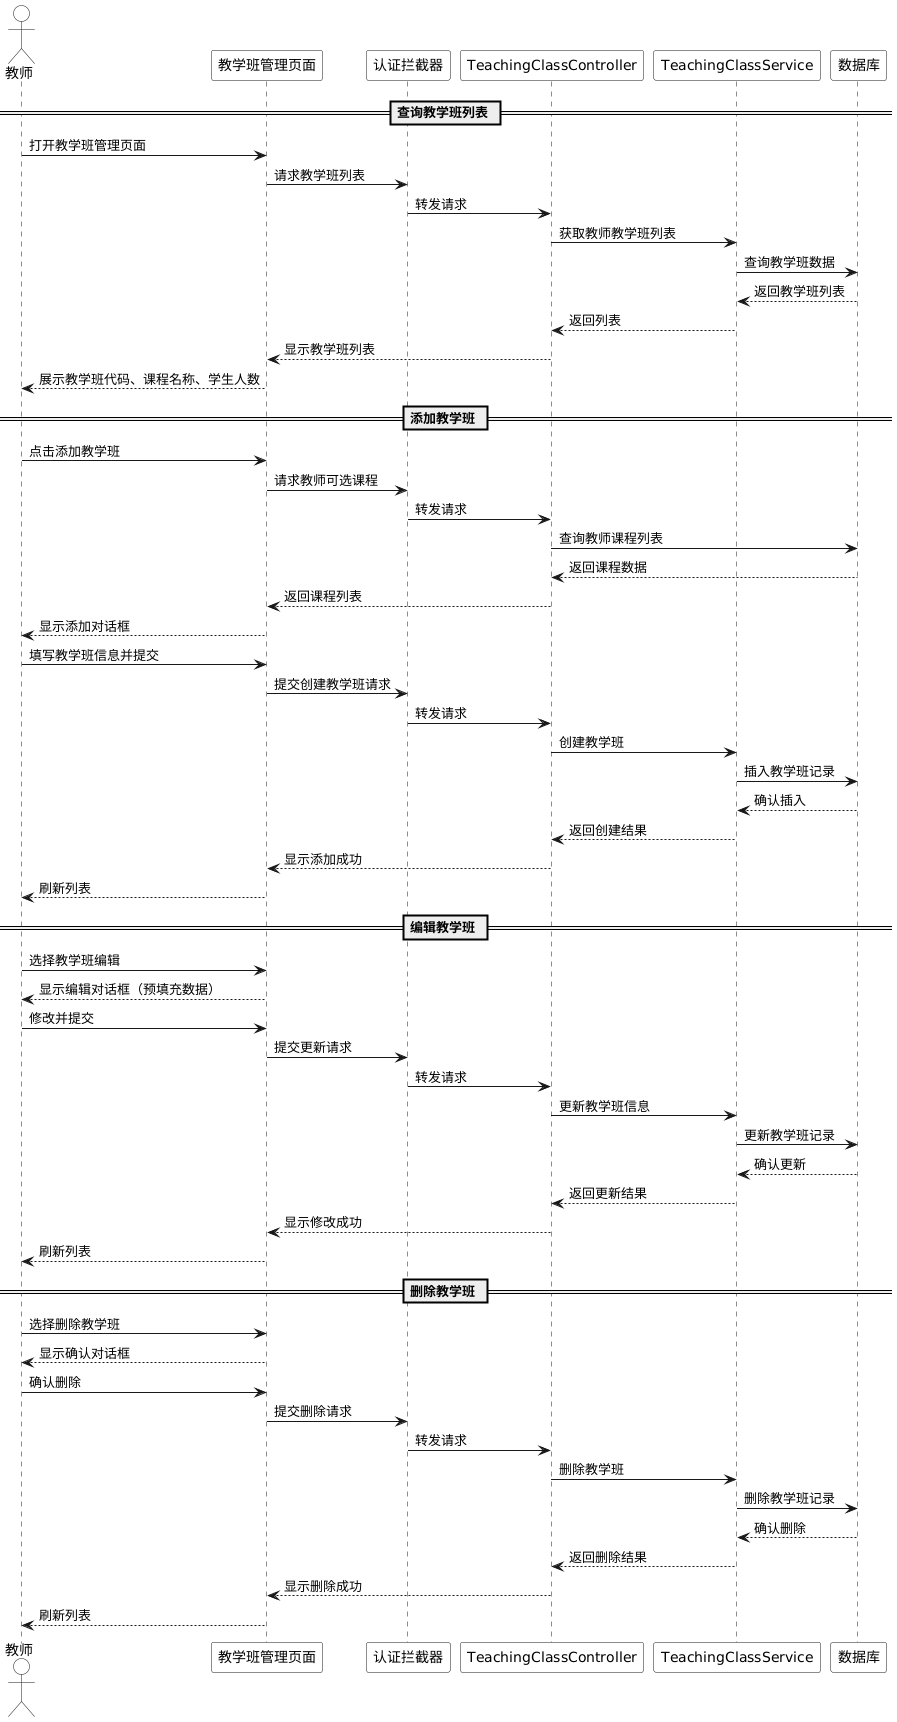 教师
教学班管理页面
认证拦截器
TeachingClassController
TeachingClassService
数据库
查询教学班列表
打开教学班管理页面
请求教学班列表
转发请求
获取教师教学班列表
查询教学班数据
返回教学班列表
返回列表
显示教学班列表
展示教学班代码、课程名称、学生人数
添加教学班
点击添加教学班
请求教师可选课程
转发请求
查询教师课程列表
返回课程数据
返回课程列表
显示添加对话框
填写教学班信息并提交
提交创建教学班请求
转发请求
创建教学班
插入教学班记录
确认插入
返回创建结果
显示添加成功
刷新列表
编辑教学班
选择教学班编辑
显示编辑对话框（预填充数据）
修改并提交
提交更新请求
转发请求
更新教学班信息
更新教学班记录
确认更新
返回更新结果
显示修改成功
刷新列表
删除教学班
选择删除教学班
显示确认对话框
确认删除
提交删除请求
转发请求
删除教学班
删除教学班记录
确认删除
返回删除结果
显示删除成功
刷新列表
教师
教学班管理页面
认证拦截器
TeachingClassController
TeachingClassService
数据库